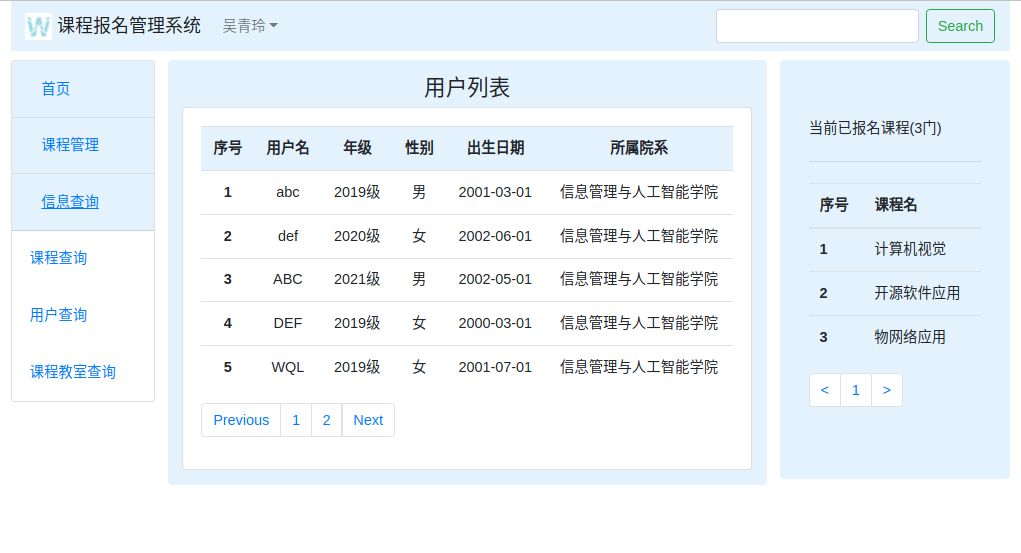 W 课程报名管理系统 吴青玲 Search
首页
课程管理
信息查询
课程查询
用户查询
课程教室查询
用户列表
序号 用户名 年级 性别 出生日期 所属院系
1 abc 2019级 男 2001-03-01 信息管理与人工智能学院
2 def 2020级 女 2002-06-01 信息管理与人工智能学院
3 ABC 2021级 男 2002-05-01 信息管理与人工智能学院
4 DEF 2019级 女 2000-03-01 信息管理与人工智能学院
5 WQL 2019级 女 2001-07-01 信息管理与人工智能学院
Previous 1 2 Next
当前已报名课程(3门)
序号 课程名
1 计算机视觉
2 开源软件应用
3 物网络应用
< 1 >